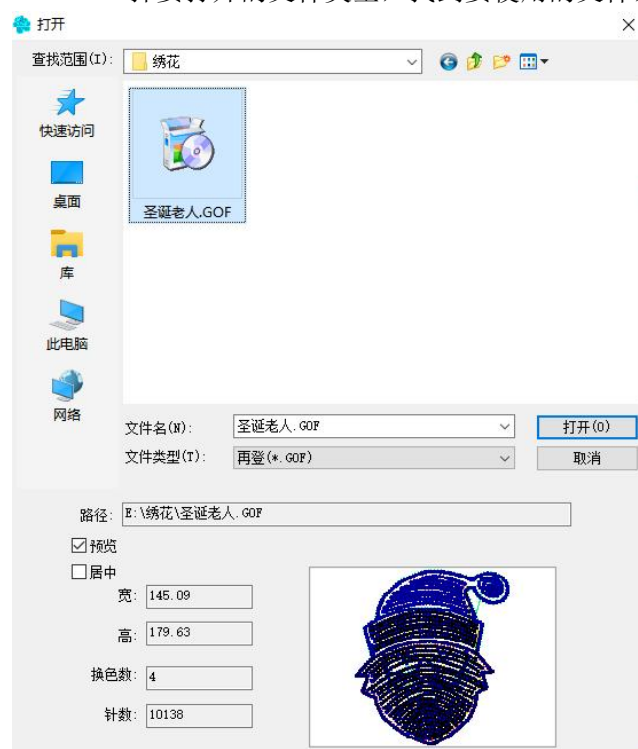 打开
查找范围(I):
绣花
快速访问
桌面
库
此电脑
网络
圣诞老人.GOF
文件名(N):
圣诞老人.GOF
打开(O)
文件类型(T):
再登(*.GOF)
取消
路径:
E:\绣花\圣诞老人.GOF
预览
居中
宽:
145.09
高:
179.63
换色数:
4
针数:
10138